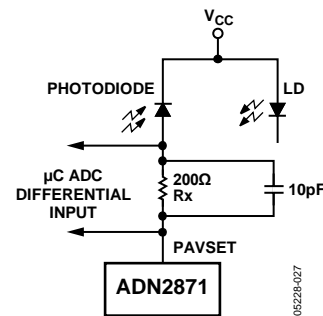 VCC
PHOTODIODE
LD
µC ADC
DIFFERENTIAL
INPUT
200Ω
Rx
10pF
PAVSET
ADN2871
05228-027